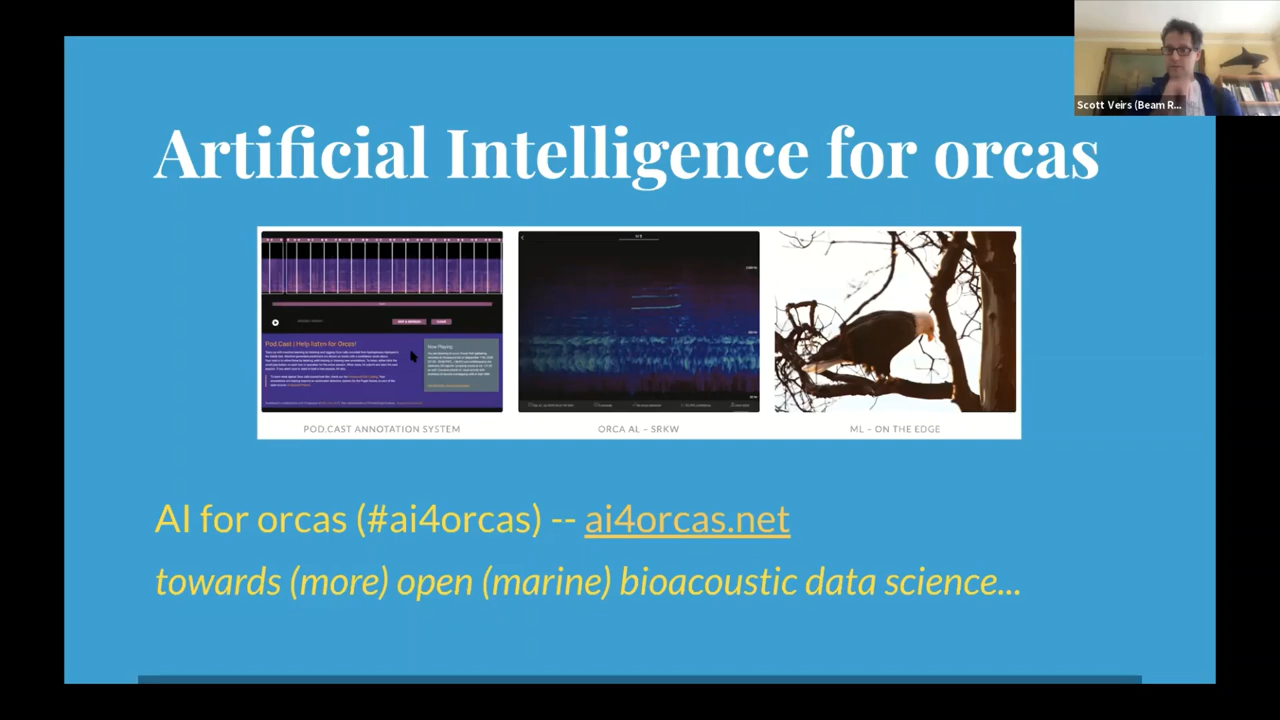 Scott Veirs (Beam R...
Artificial Intelligence for orcas
Pod.Cast | Help listen for Orcas!
Now Playing
POD.CAST ANNOTATION SYSTEM
ORCA AL – SRKW
ML – ON THE EDGE
AI for orcas (#ai4orcas) -- ai4orcas.net
towards (more) open (marine) bioacoustic data science...